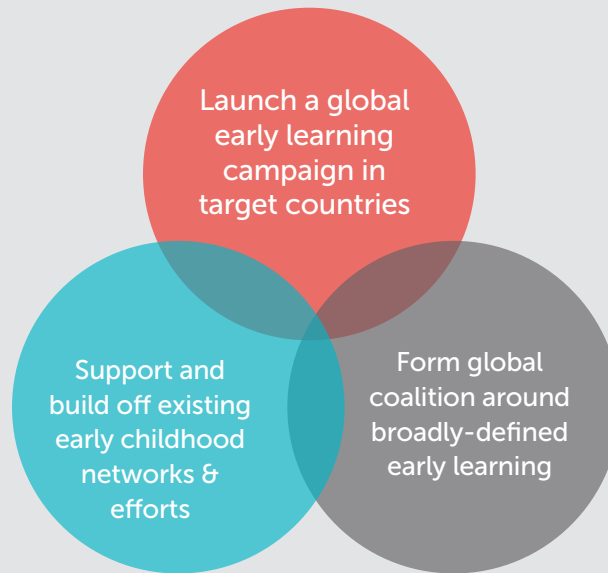 Launch a global
early learning
campaign in
target countries
Support and
build off existing
early childhood
networks &
efforts
Form global
coalition around
broadly-defined
early learning